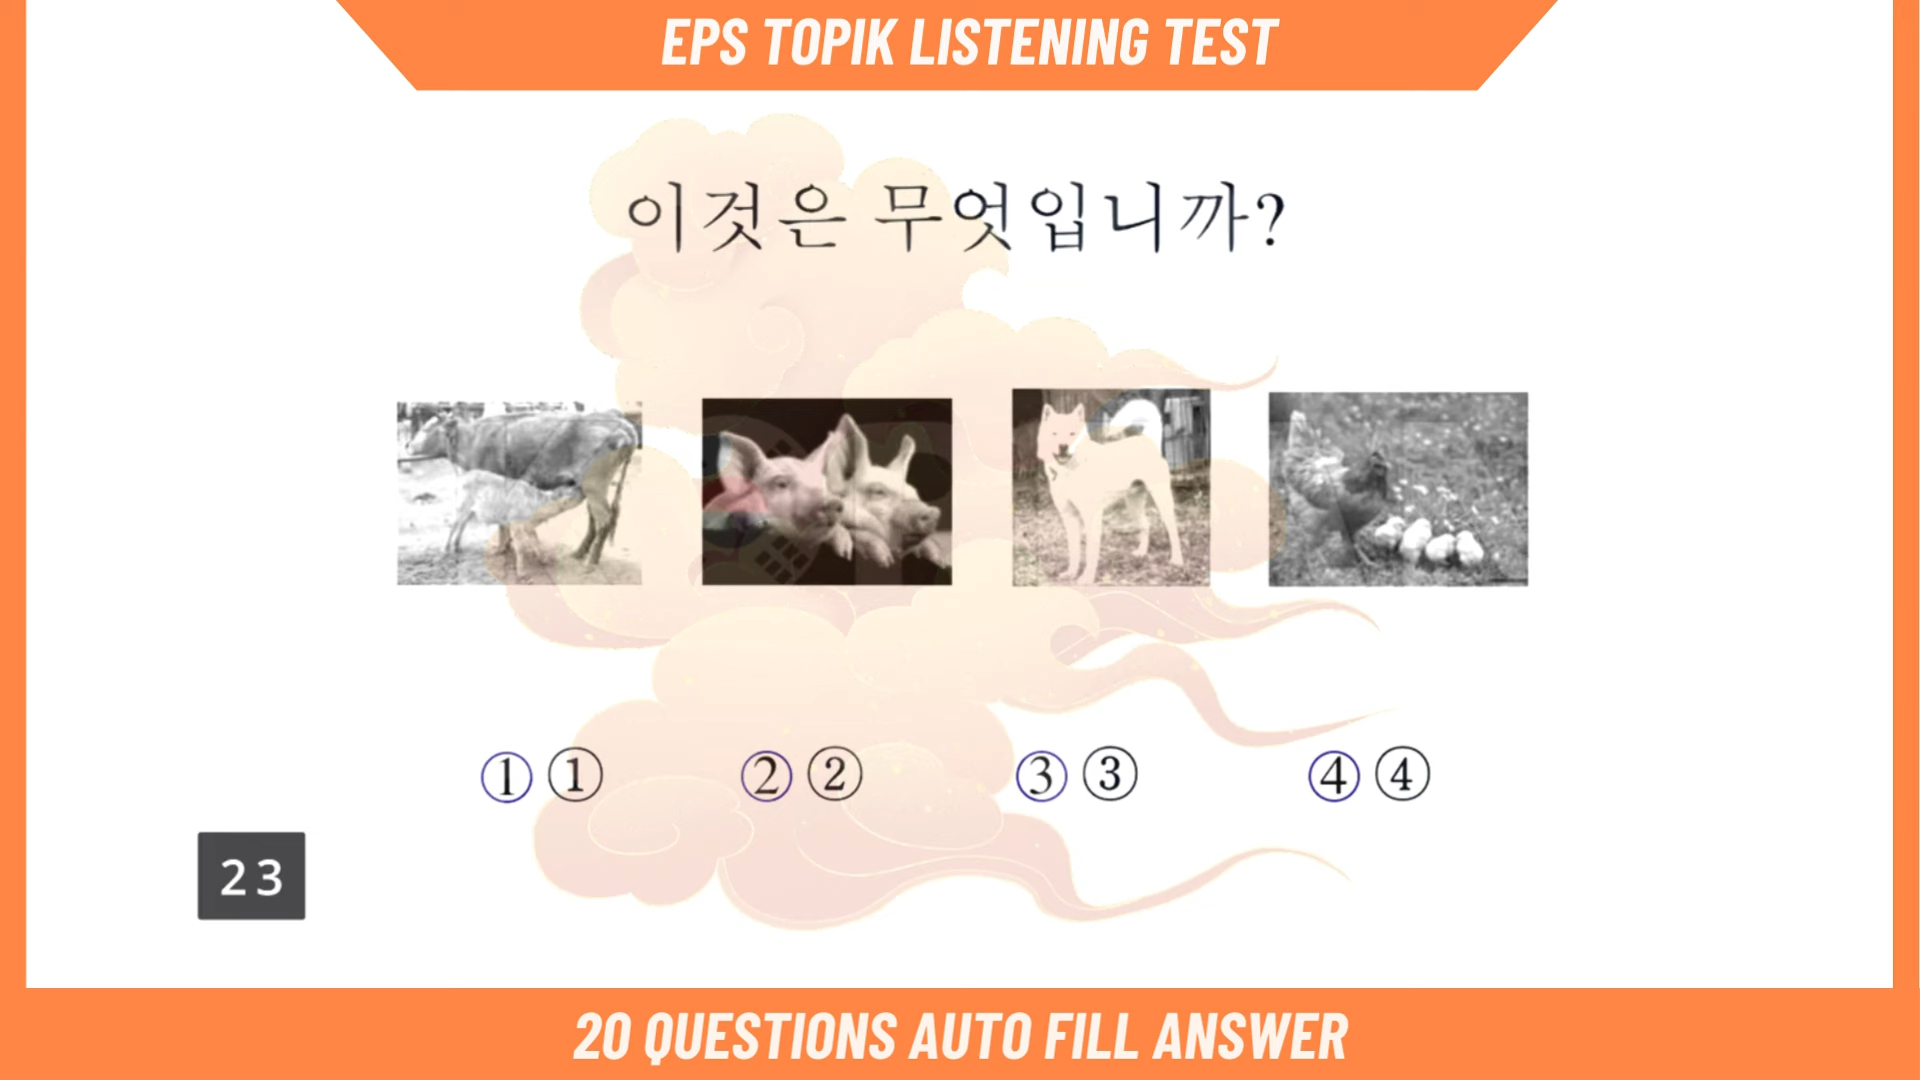 EPS TOPIK LISTENING TEST
이것은 무엇입니까?
① ① ② ② ③ ③ ④ ④
23
20 QUESTIONS AUTO FILL ANSWER